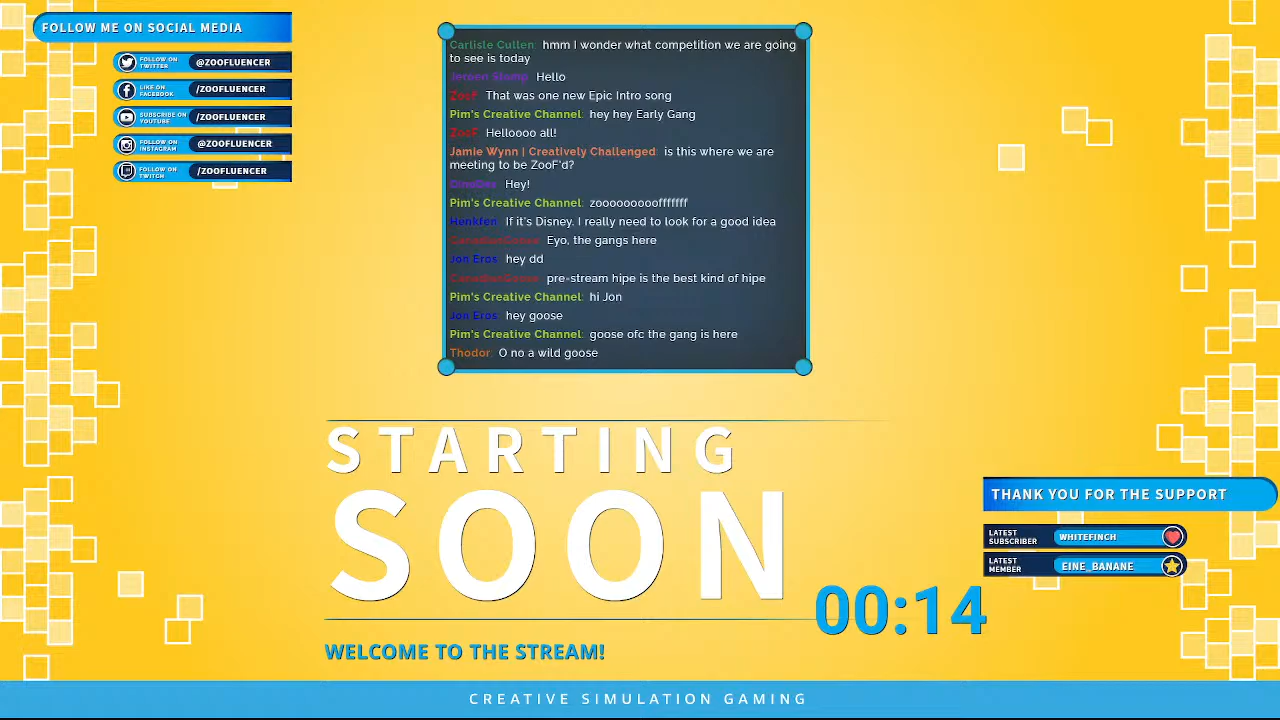 FOLLOW ME ON SOCIAL MEDIA
FOLLOW ON
TWITTER
@ZOOFLUENCER
LIKE ON
FACEBOOK
/ZOOFLUENCER
SUBSCRIBE ON
YOUTUBE
/ZOOFLUENCER
FOLLOW ON
INSTAGRAM
@ZOOFLUENCER
FOLLOW ON
TWITCH
/ZOOFLUENCER
Carlisle Cullen: hmm I wonder what competition we are going
to see is today
Jeroen Stomp: Hello
ZooF: That was one new Epic Intro song
Pim's Creative Channel: hey hey Early Gang
ZooF: Helloooo all!
Jamie Wynn | Creatively Challenged: is this where we are
meeting to be ZooF'd?
Hey!
Pim's Creative Channel: zooooooooofffffff
Henkfen: If it's Disney, I really need to look for a good idea
CanadianGoose: Eyo, the gangs here
Jon Eros: hey dd
CanadianGoose: pre-stream hipe is the best kind of hipe
Pim's Creative Channel: hi Jon
Jon Eros: hey goose
Pim's Creative Channel: goose ofc the gang is here
Thodor: O no a wild goose
STARTING
SOON
00:14
WELCOME TO THE STREAM!
THANK YOU FOR THE SUPPORT
LATEST
SUBSCRIBER
WHITEFINCH
LATEST
MEMBER
EINE_BANANE
CREATIVE SIMULATION GAMING